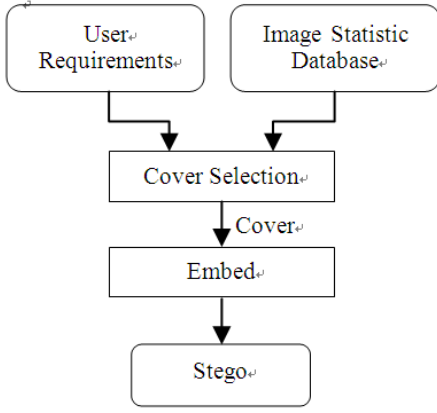 User
Requirements
Image Statistic
Database
Cover Selection
Cover
Embed
Stego